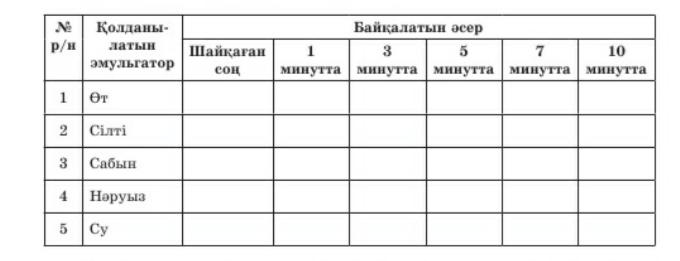 № р/н
Қолданы-
латын
эмульгатор
Байқалатын әсер
Шайқаған
соң
1
минутта
3
минутта
5
минутта
7
минутта
10
минутта
1 Өт
2 Сілті
3 Сабын
4 Нәруыз
5 Су